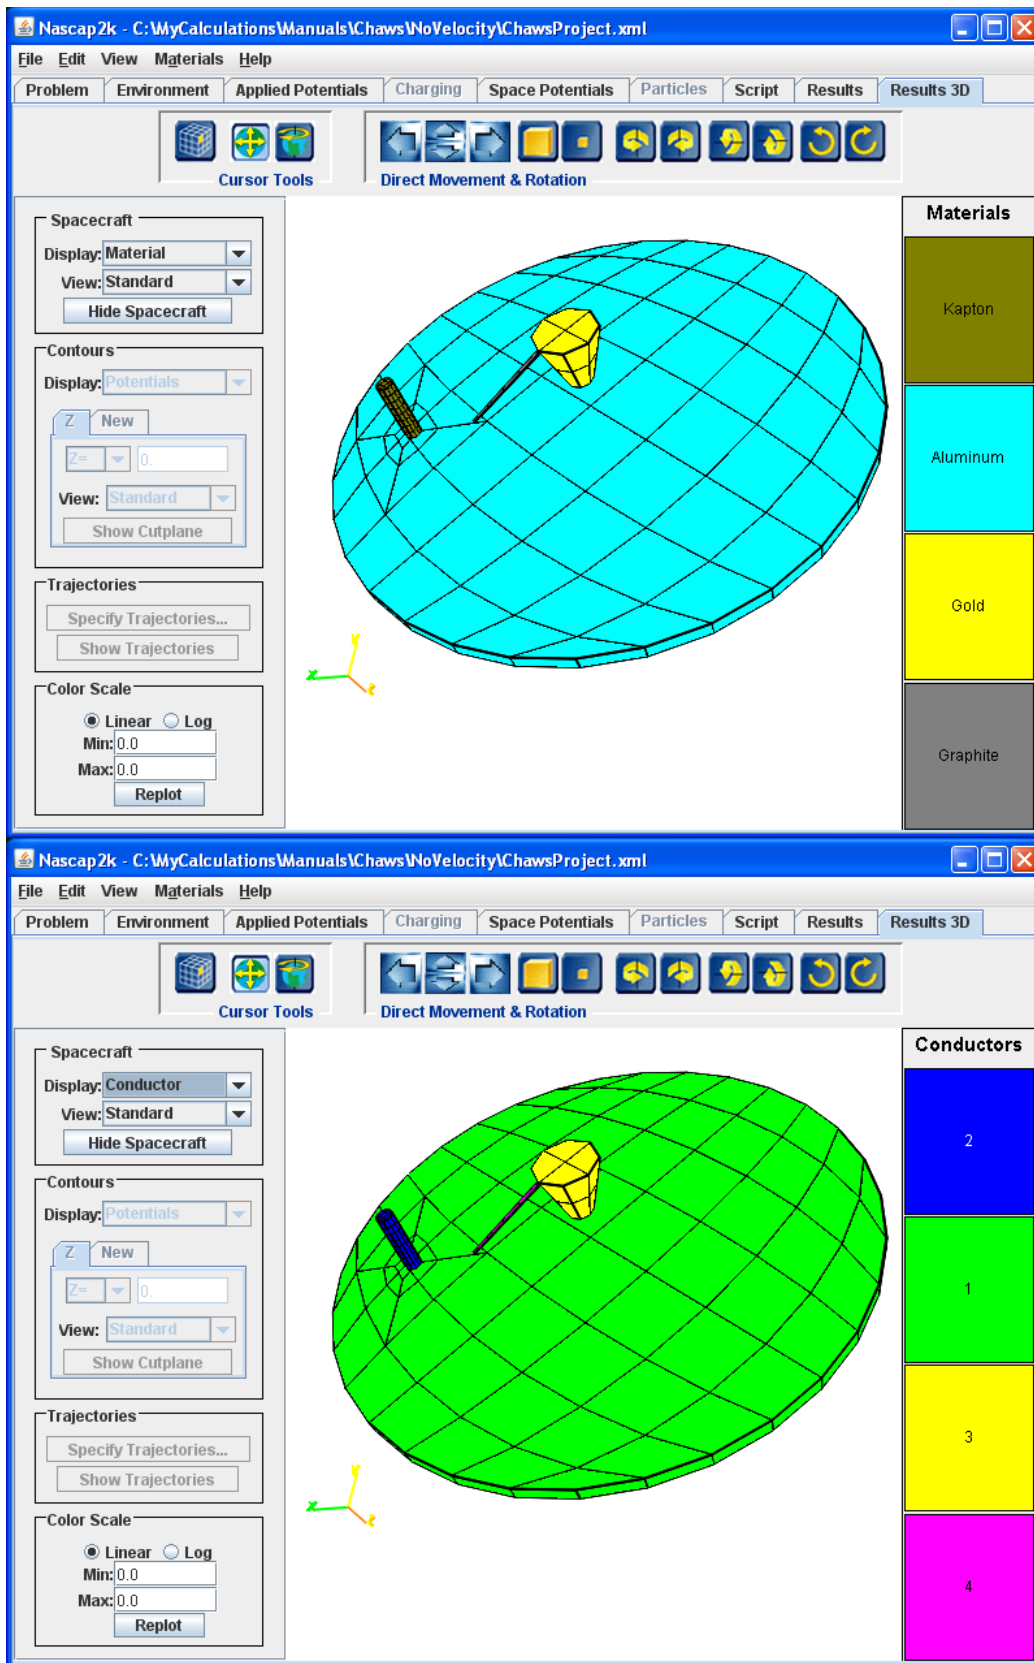 Nascap2k - C:\MyCalculations\Manuals\Chaws\NoVelocity\ChawsProject.xml
File Edit View Materials Help
Problem Environment Applied Potentials Charging Space Potentials Particles Script Results Results 3D
Cursor Tools Direct Movement & Rotation
Spacecraft
Display: Material
View: Standard
Hide Spacecraft
Contours
Display: Potentials
Z New
Z= 0.
View: Standard
Show Cutplane
Trajectories
Specify Trajectories...
Show Trajectories
Color Scale
Linear Log
Min: 0.0
Max: 0.0
Replot
Y
X
Z
Materials
Kapton
Aluminum
Gold
Graphite
Nascap2k - C:\MyCalculations\Manuals\Chaws\NoVelocity\ChawsProject.xml
File Edit View Materials Help
Problem Environment Applied Potentials Charging Space Potentials Particles Script Results Results 3D
Cursor Tools Direct Movement & Rotation
Spacecraft
Display: Conductor
View: Standard
Hide Spacecraft
Contours
Display: Potentials
Z New
Z= 0.
View: Standard
Show Cutplane
Trajectories
Specify Trajectories...
Show Trajectories
Color Scale
Linear Log
Min: 0.0
Max: 0.0
Replot
Y
X
Z
Conductors
2
1
3
4